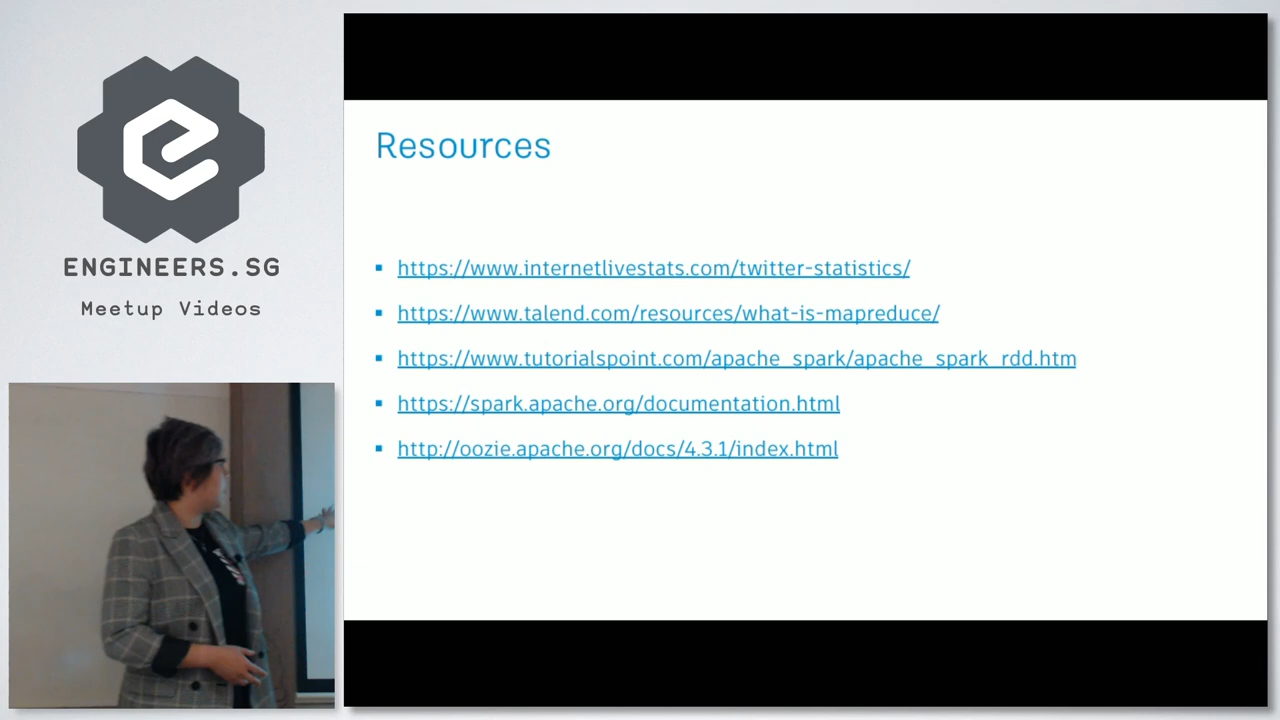 ENGINEERS.SG
Meetup Videos
Resources
https://www.internetlivestats.com/twitter-statistics/
https://www.talend.com/resources/what-is-mapreduce/
https://www.tutorialspoint.com/apache_spark/apache_spark_rdd.htm
https://spark.apache.org/documentation.html
http://oozie.apache.org/docs/4.3.1/index.html